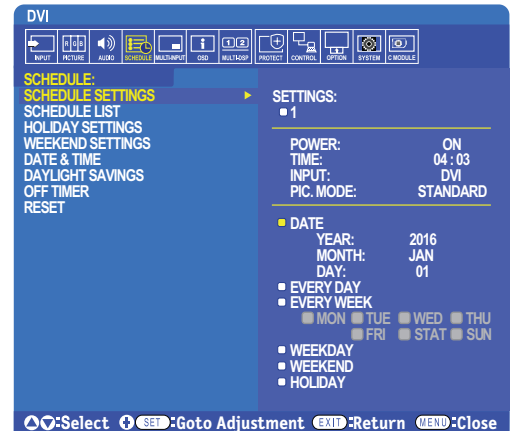 DVI
INPUT RGB PICTURE AUDIO SCHEDULE MULTI-INPUT i OSD 1 2 MULTI-DSP PROTECT CONTROL OPTION SYSTEM C MODULE
SCHEDULE:
SCHEDULE SETTINGS
SCHEDULE LIST
HOLIDAY SETTINGS
WEEKEND SETTINGS
DATE & TIME
DAYLIGHT SAVINGS
OFF TIMER
RESET
SETTINGS:
1
POWER: ON
TIME: 04 : 03
INPUT: DVI
PIC. MODE: STANDARD
DATE
YEAR: 2016
MONTH: JAN
DAY: 01
EVERY DAY
EVERY WEEK
MON TUE WED THU
FRI STAT SUN
WEEKDAY
WEEKEND
HOLIDAY
:Select SET:Goto Adjustment EXIT:Return MENU:Close